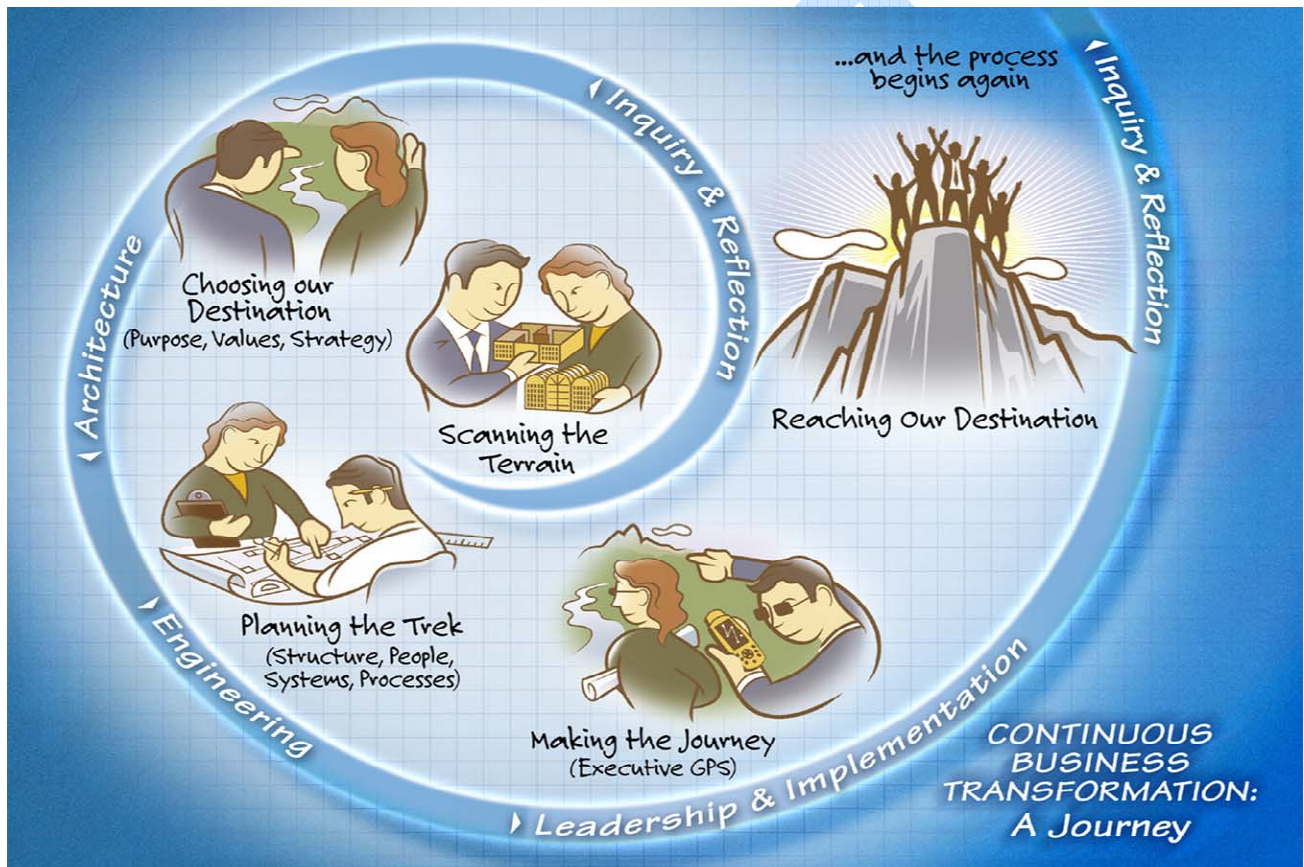 ...and the process
begins again
Inquiry & Reflection
Inquiry & Reflection
Architecture
Choosing our
Destination
(Purpose, Values, Strategy)
Scanning the
Terrain
Reaching Our Destination
Planning the Trek
(Structure, People,
Systems, Processes)
Engineering
Making the Journey
(Executive GPS)
Leadership & Implementation
CONTINUOUS
BUSINESS
TRANSFORMATION:
A Journey